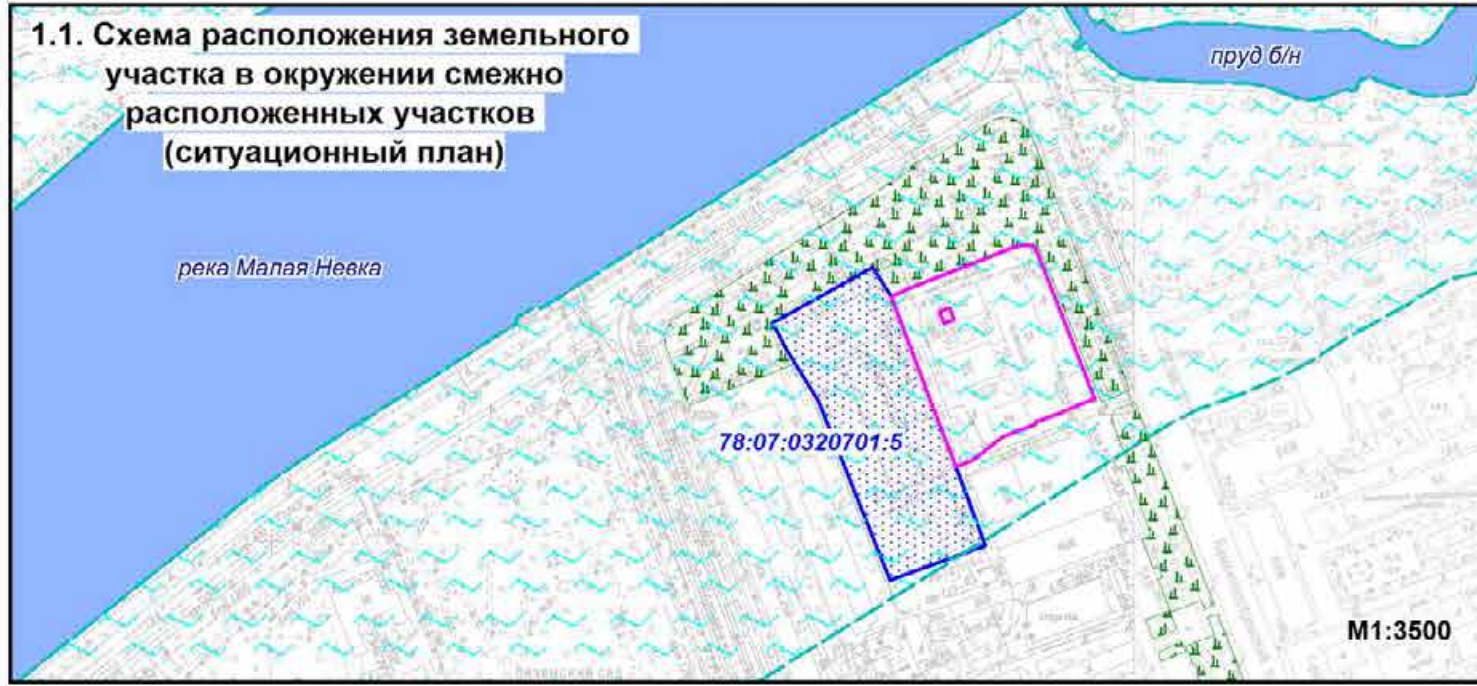 1.1. Схема расположения земельного
участка в окружении смежно
расположенных участков
(ситуационный план)
пруд б/н
река Малая Невка
78:07:0320701:5
М1:3500